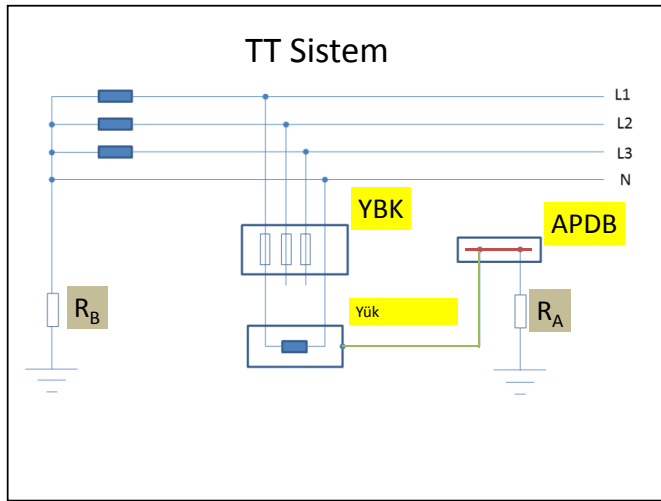 TT Sistem
L1
L2
L3
N
YBK
APDB
Yük
RB
RA